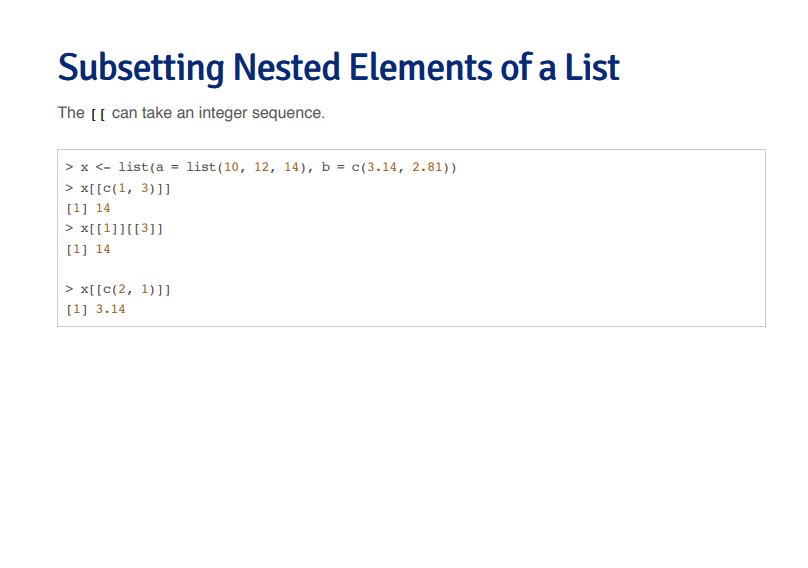 Subsetting Nested Elements of a List
The [[ can take an integer sequence.
> x <- list(a = list(10, 12, 14), b = c(3.14, 2.81))
> x[[c(1, 3)]]
[1] 14
> x[[1]][[3]]
[1] 14
> x[[c(2, 1)]]
[1] 3.14